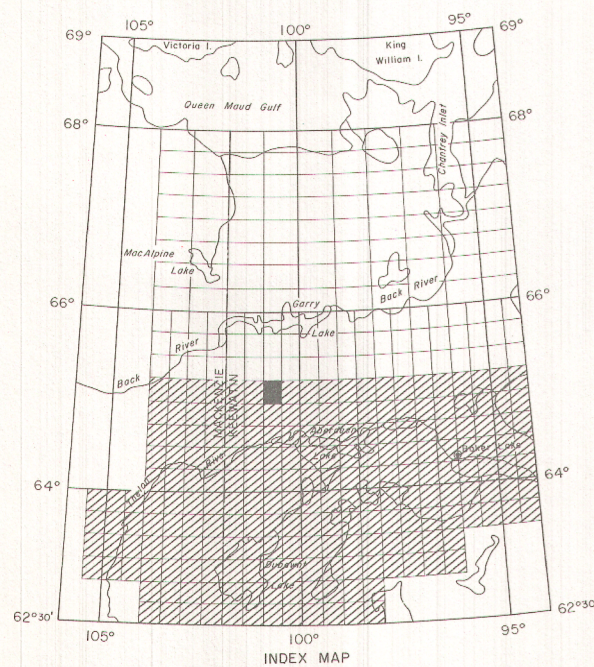 105°
100°
95°
69°
69°
Victoria I.
King
William I.
Queen Maud Gulf
68°
68°
Chantrey Inlet
MacAlpine
Lake
Back River
66°
66°
Garry
Lake
River
Back
MACKENZIE
KEEWATIN
Aberdeen
Lake
Baker Lake
River
Thelon
64°
64°
Dubawnt
Lake
62°30'
62°30'
105°
100°
95°
INDEX MAP